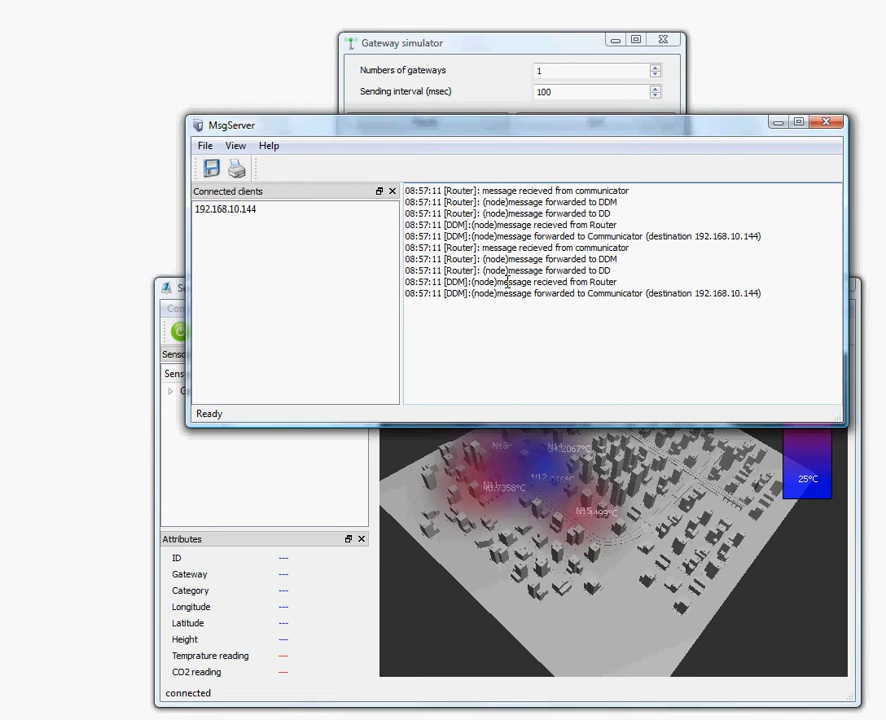 Gateway simulator
Numbers of gateways 1
Sending interval (msec) 100
MsgServer
File View Help
Connected clients
192.168.10.144
08:57:11 [Router]: message recieved from communicator
08:57:11 [Router]: (node)message forwarded to DDM
08:57:11 [Router]: (node)message forwarded to DD
08:57:11 [DDM]:(node)message recieved from Router
08:57:11 [DDM]:(node)message forwarded to Communicator (destination 192.168.10.144)
08:57:11 [Router]: message recieved from communicator
08:57:11 [Router]: (node)message forwarded to DDM
08:57:11 [Router]: (node)message forwarded to DD
08:57:11 [DDM]:(node)message recieved from Router
08:57:11 [DDM]:(node)message forwarded to Communicator (destination 192.168.10.144)
Ready
25°C
Attributes
ID ---
Gateway ---
Category ---
Longitude ---
Latitude ---
Height ---
Temprature reading ---
CO2 reading ---
connected